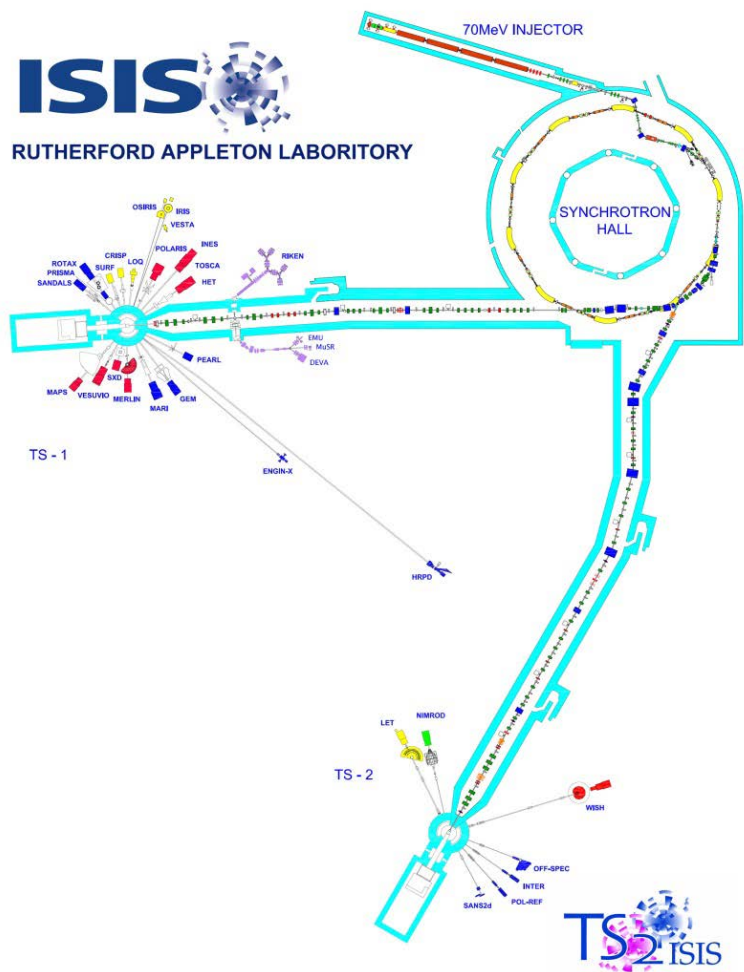 70MeV INJECTOR
ISIS
RUTHERFORD APPLETON LABORITORY
SYNCHROTRON
HALL
OSIRIS
IRIS
VESTA
CRISP
LOQ
POLARIS
INES
ROTAX
SURF
TOSCA
PRISMA
SANDALS
HET
RIKEN
EMU
MuSR
DEVA
PEARL
SXD
MAPS
VESUVIO
MERLIN
MARI
GEM
TS - 1
ENGIN-X
HRPD
LET
NIMROD
TS - 2
WISH
OFF-SPEC
INTER
POL-REF
SANS2d
TS2 ISIS